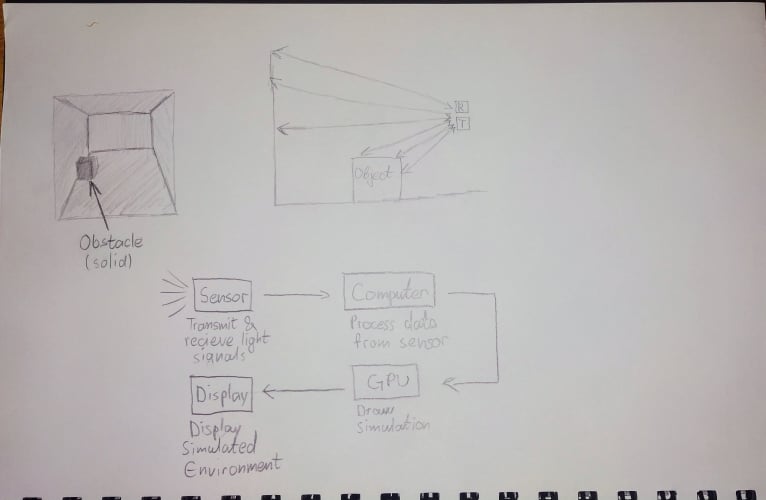 R
T
Object
Obstacle
(solid)
Sensor
Transmit &
recieve light
signals
Computer
Process data
from sensor
GPU
Draw
Simulation
Display
Display
Simulated
Environment